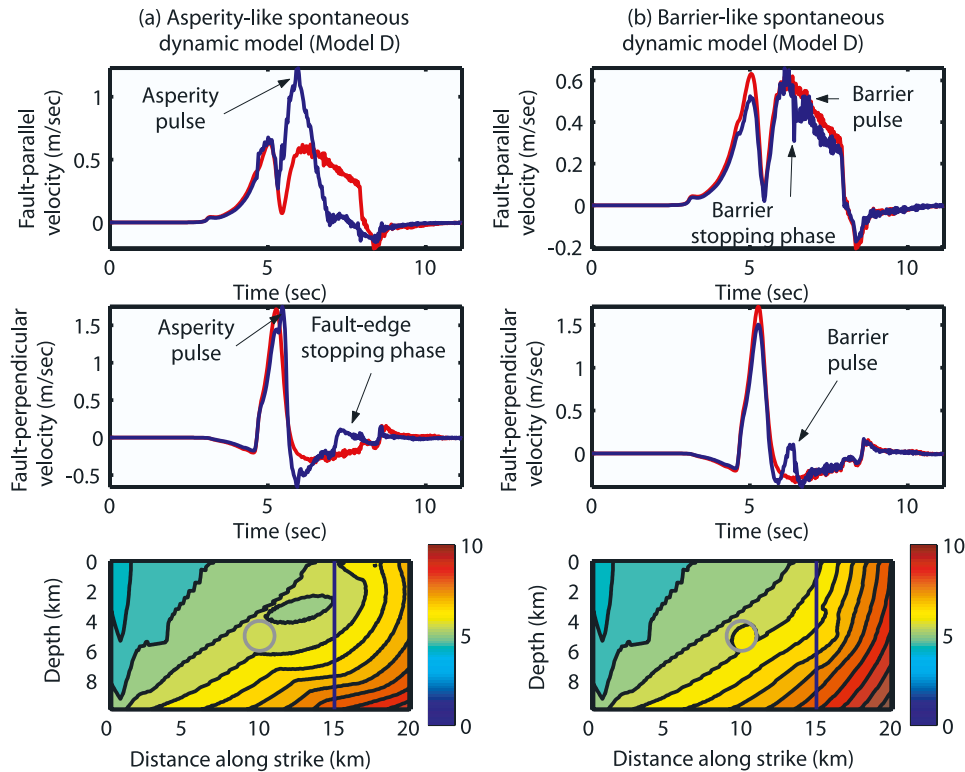 (a) Asperity-like spontaneous
dynamic model (Model D)
Fault-parallel
velocity (m/sec)
1
0.5
0
Asperity
pulse
0 5 10
Time (sec)
Fault-perpendicular
velocity (m/sec)
1.5
1
0.5
0
-0.5
Asperity
pulse
Fault-edge
stopping phase
0 5 10
Time (sec)
Depth (km)
0
2
4
6
8
10
5
0
0 5 10 15 20
Distance along strike (km)
(b) Barrier-like spontaneous
dynamic model (Model D)
Fault-parallel
velocity (m/sec)
0.6
0.4
0.2
0
-0.2
Barrier
pulse
Barrier
stopping phase
0 5 10
Time (sec)
Fault-perpendicular
velocity (m/sec)
1.5
1
0.5
0
Barrier
pulse
0 5 10
Time (sec)
Depth (km)
0
2
4
6
8
10
5
0
0 5 10 15 20
Distance along strike (km)